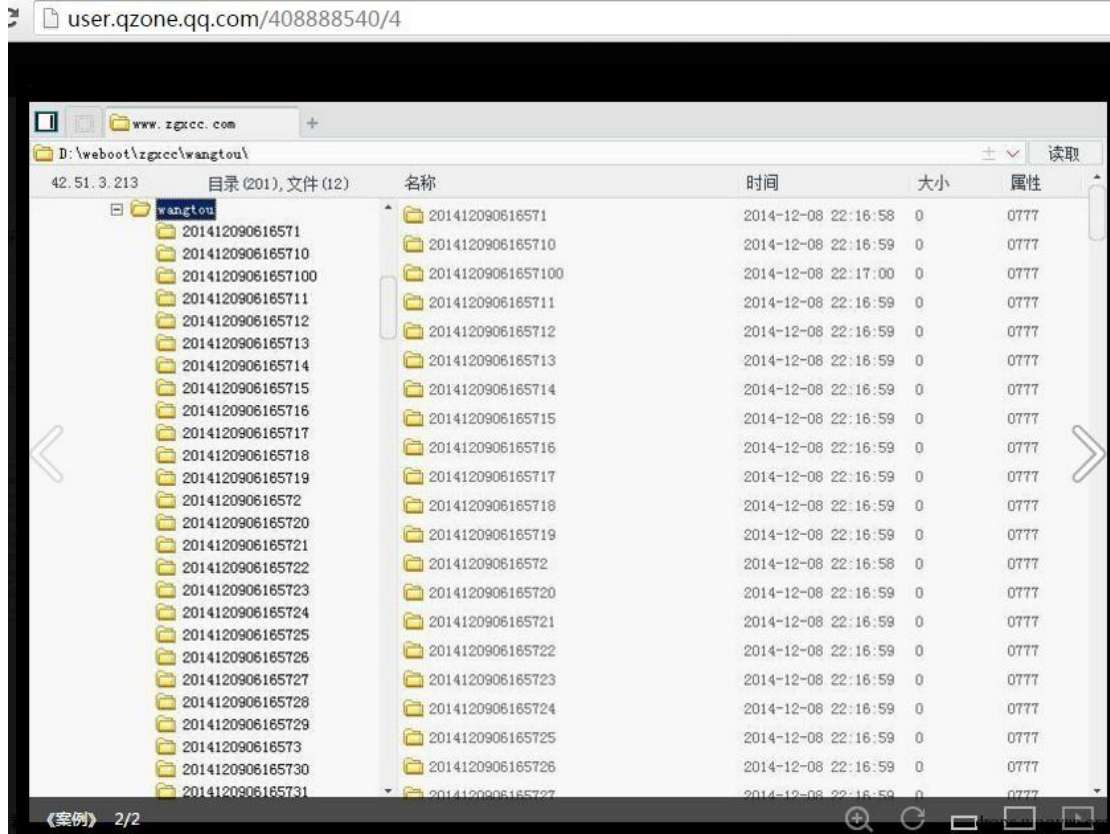 user.qzone.qq.com/408888540/4
www.zgxcc.com +
D:\weboot\zgxcc\wangtou\ 读取
42.51.3.213 目录(201),文件(12) 名称 时间 大小 属性
wangtou
201412090616571
2014120906165710
20141209061657100
2014120906165711
2014120906165712
2014120906165713
2014120906165714
2014120906165715
2014120906165716
2014120906165717
2014120906165718
2014120906165719
201412090616572
2014120906165720
2014120906165721
2014120906165722
2014120906165723
2014120906165724
2014120906165725
2014120906165726
2014120906165727
2014120906165728
2014120906165729
201412090616573
2014120906165730
2014120906165731
201412090616571 2014-12-08 22:16:58 0 0777
2014120906165710 2014-12-08 22:16:59 0 0777
20141209061657100 2014-12-08 22:17:00 0 0777
2014120906165711 2014-12-08 22:16:59 0 0777
2014120906165712 2014-12-08 22:16:59 0 0777
2014120906165713 2014-12-08 22:16:59 0 0777
2014120906165714 2014-12-08 22:16:59 0 0777
2014120906165715 2014-12-08 22:16:59 0 0777
2014120906165716 2014-12-08 22:16:59 0 0777
2014120906165717 2014-12-08 22:16:59 0 0777
2014120906165718 2014-12-08 22:16:59 0 0777
2014120906165719 2014-12-08 22:16:59 0 0777
201412090616572 2014-12-08 22:16:58 0 0777
2014120906165720 2014-12-08 22:16:59 0 0777
2014120906165721 2014-12-08 22:16:59 0 0777
2014120906165722 2014-12-08 22:16:59 0 0777
2014120906165723 2014-12-08 22:16:59 0 0777
2014120906165724 2014-12-08 22:16:59 0 0777
2014120906165725 2014-12-08 22:16:59 0 0777
2014120906165726 2014-12-08 22:16:59 0 0777
2014120906165727 2014-12-08 22:16:59 0 0777
《案例》 2/2